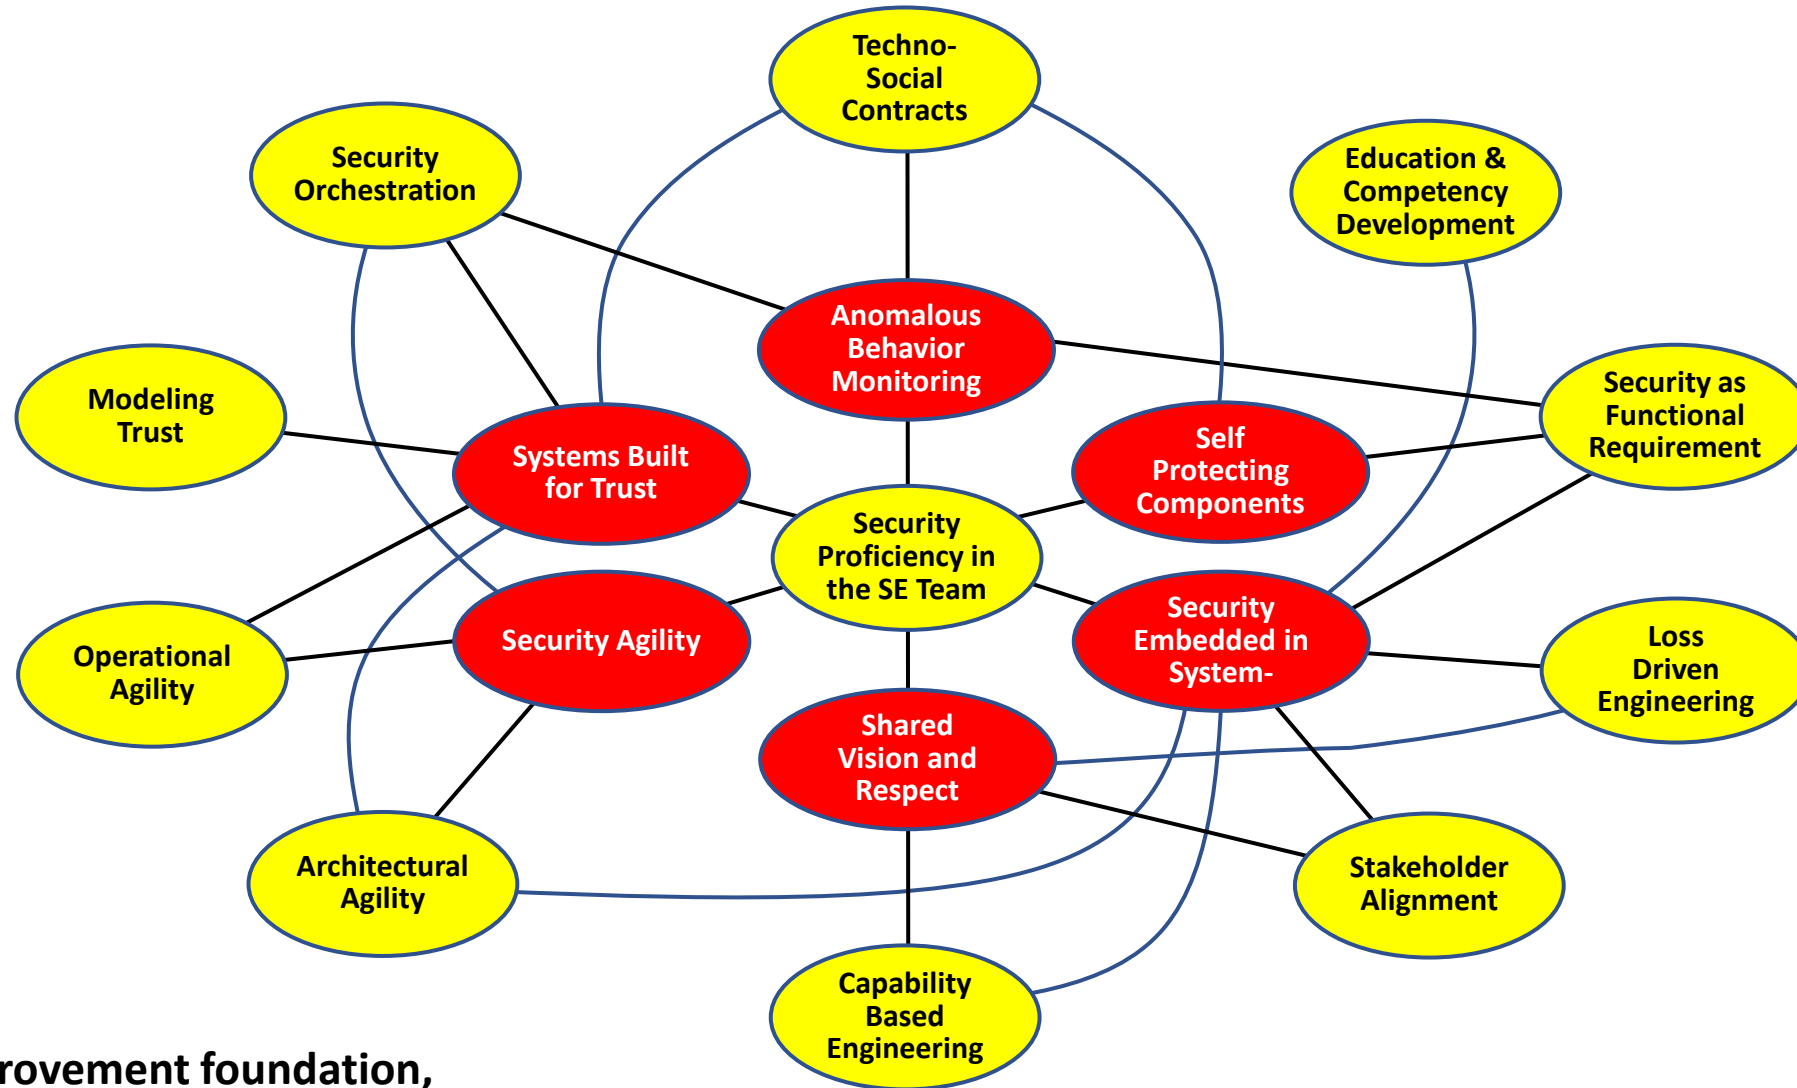 Techno-
Social
Contracts
Security
Orchestration
Education &
Competency
Development
Anomalous
Behavior
Monitoring
Modeling
Trust
Systems Built
for Trust
Self
Protecting
Components
Security as
Functional
Requirement
Security
Proficiency in
the SE Team
Operational
Agility
Security Agility
Security
Embedded in
System-
Loss
Driven
Engineering
Shared
Vision and
Respect
Architectural
Agility
Stakeholder
Alignment
Capability
Based
Engineering
rovement foundation,